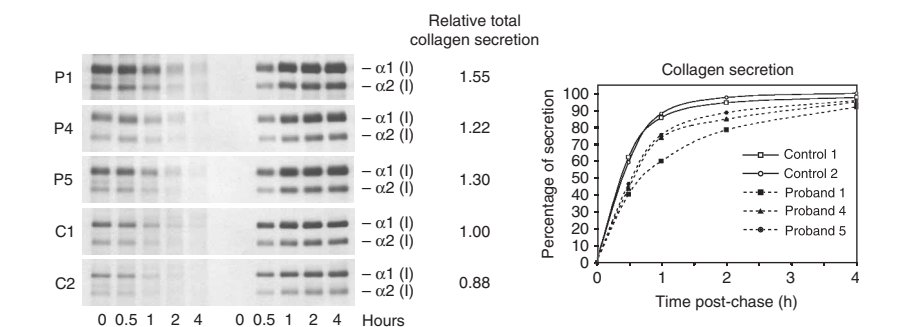 Relative total
collagen secretion
P1
– α1 (I)
– α2 (I)
1.55
P4
– α1 (I)
– α2 (I)
1.22
P5
– α1 (I)
– α2 (I)
1.30
C1
– α1 (I)
– α2 (I)
1.00
C2
– α1 (I)
– α2 (I)
0.88
0 0.5 1 2 4 0 0.5 1 2 4 Hours
Collagen secretion
Percentage of secretion
100
90
80
70
60
50
40
30
20
10
0
Control 1
Control 2
Proband 1
Proband 4
Proband 5
0 1 2 3 4
Time post-chase (h)